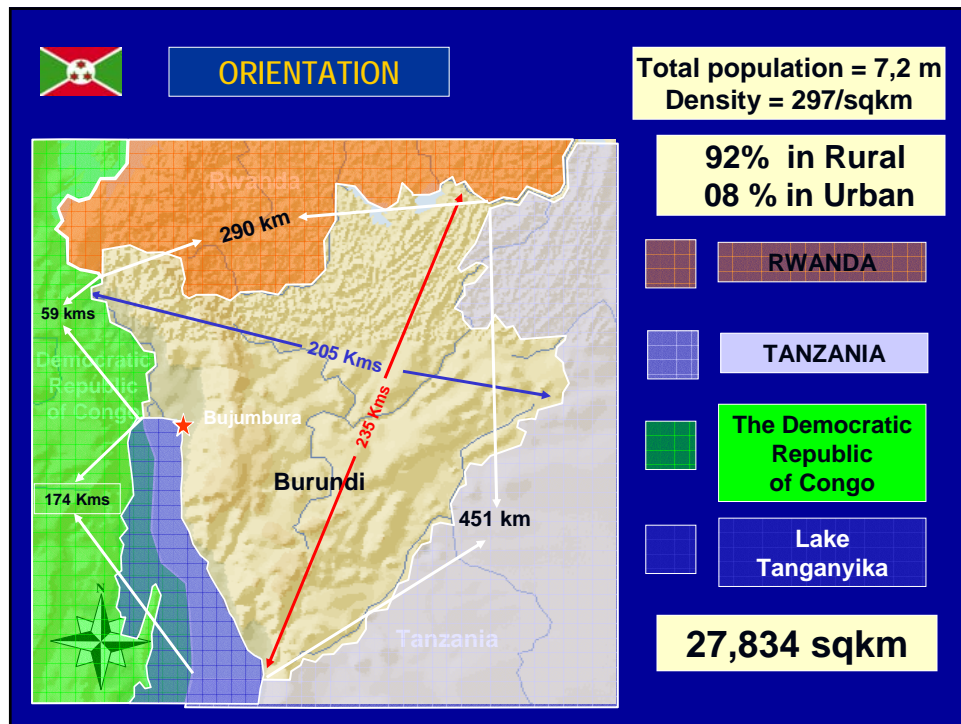 ORIENTATION
Total population = 7,2 m
Density = 297/sqkm
92% in Rural
08 % in Urban
Rwanda
290 km
59 kms
205 Kms
Democratic
Republic
of Congo
235 Kms
Bujumbura
Burundi
174 Kms
451 km
N
Tanzania
RWANDA
TANZANIA
The Democratic
Republic
of Congo
Lake
Tanganyika
27,834 sqkm